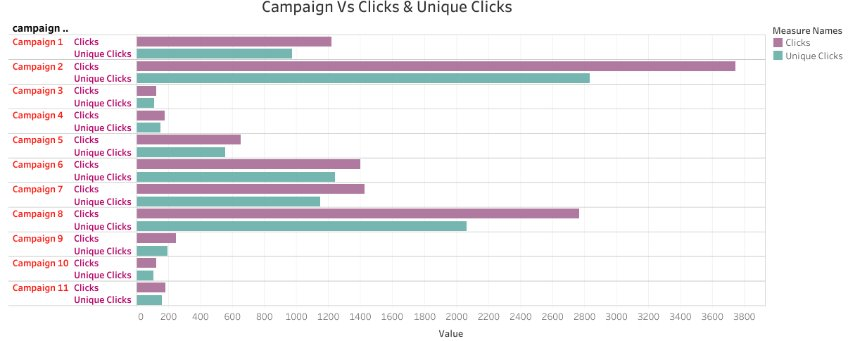 Campaign Vs Clicks & Unique Clicks
campaign ..
Measure Names
Clicks
Unique Clicks
Campaign 1 Clicks
Unique Clicks
Campaign 2 Clicks
Unique Clicks
Campaign 3 Clicks
Unique Clicks
Campaign 4 Clicks
Unique Clicks
Campaign 5 Clicks
Unique Clicks
Campaign 6 Clicks
Unique Clicks
Campaign 7 Clicks
Unique Clicks
Campaign 8 Clicks
Unique Clicks
Campaign 9 Clicks
Unique Clicks
Campaign 10 Clicks
Unique Clicks
Campaign 11 Clicks
Unique Clicks
0 200 400 600 800 1000 1200 1400 1600 1800 2000 2200 2400 2600 2800 3000 3200 3400 3600 3800
Value